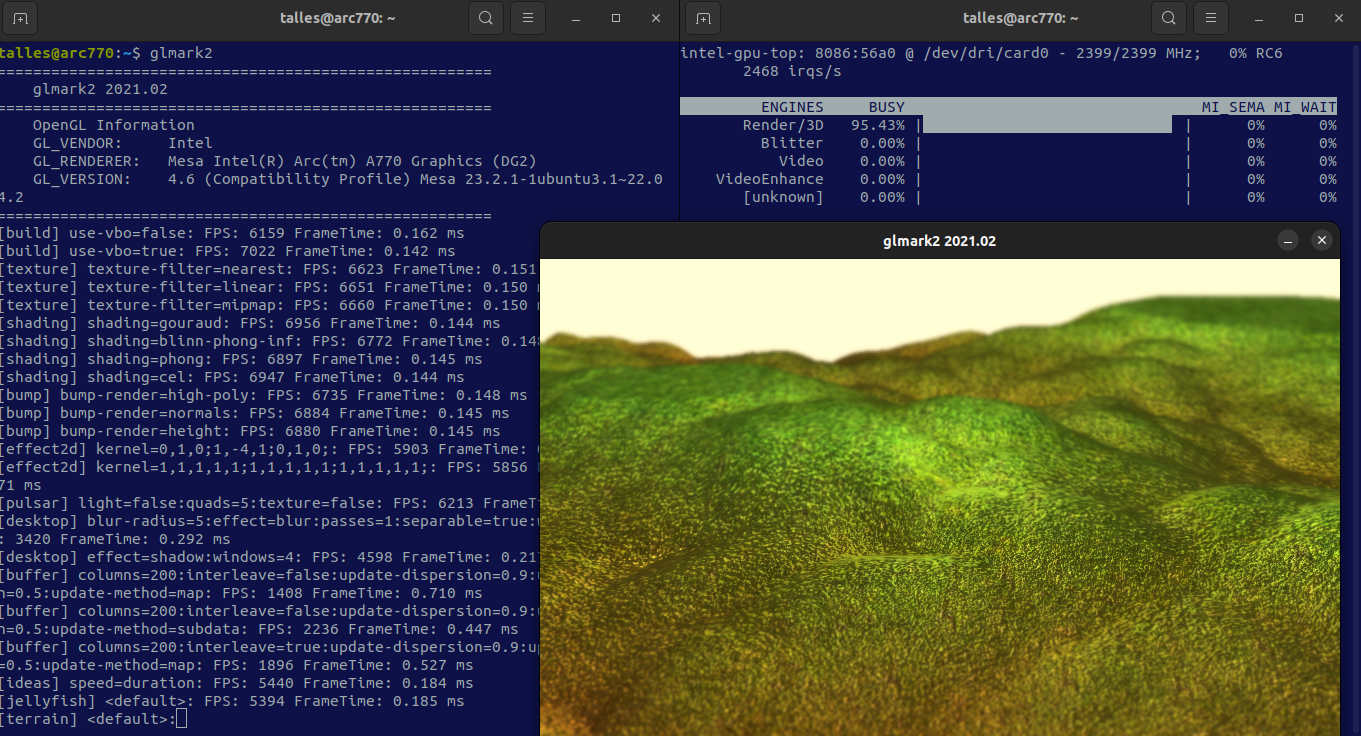 talles@arc770: ~
talles@arc770:~$ glmark2
=======================================================
glmark2 2021.02
=======================================================
OpenGL Information
GL_VENDOR: Intel
GL_RENDERER: Mesa Intel(R) Arc(tm) A770 Graphics (DG2)
GL_VERSION: 4.6 (Compatibility Profile) Mesa 23.2.1-1ubuntu3.1~22.0
4.2
=======================================================
[build] use-vbo=false: FPS: 6159 FrameTime: 0.162 ms
[build] use-vbo=true: FPS: 7022 FrameTime: 0.142 ms
[texture] texture-filter=nearest: FPS: 6623 FrameTime: 0.151
[texture] texture-filter=linear: FPS: 6651 FrameTime: 0.150
[texture] texture-filter=mipmap: FPS: 6660 FrameTime: 0.150
[shading] shading=gouraud: FPS: 6956 FrameTime: 0.144 ms
[shading] shading=blinn-phong-inf: FPS: 6772 FrameTime: 0.148
[shading] shading=phong: FPS: 6897 FrameTime: 0.145 ms
[shading] shading=cel: FPS: 6947 FrameTime: 0.144 ms
[bump] bump-render=high-poly: FPS: 6735 FrameTime: 0.148 ms
[bump] bump-render=normals: FPS: 6884 FrameTime: 0.145 ms
[bump] bump-render=height: FPS: 6880 FrameTime: 0.145 ms
[effect2d] kernel=0,1,0;1,-4,1;0,1,0;: FPS: 5903 FrameTime:
[effect2d] kernel=1,1,1,1,1;1,1,1,1,1;1,1,1,1,1;: FPS: 5856
71 ms
[pulsar] light=false:quads=5:texture=false: FPS: 6213 FrameT
[desktop] blur-radius=5:effect=blur:passes=1:separable=true:w
: 3420 FrameTime: 0.292 ms
[desktop] effect=shadow:windows=4: FPS: 4598 FrameTime: 0.217
[buffer] columns=200:interleave=false:update-dispersion=0.9:u
n=0.5:update-method=map: FPS: 1408 FrameTime: 0.710 ms
[buffer] columns=200:interleave=false:update-dispersion=0.9:u
n=0.5:update-method=subdata: FPS: 2236 FrameTime: 0.447 ms
[buffer] columns=200:interleave=true:update-dispersion=0.9:up
=0.5:update-method=map: FPS: 1896 FrameTime: 0.527 ms
[ideas] speed=duration: FPS: 5440 FrameTime: 0.184 ms
[jellyfish] <default>: FPS: 5394 FrameTime: 0.185 ms
[terrain] <default>:
talles@arc770: ~
intel-gpu-top: 8086:56a0 @ /dev/dri/card0 - 2399/2399 MHz; 0% RC6
2468 irqs/s
ENGINES BUSY MI_SEMA MI_WAIT
Render/3D 95.43% | | 0% 0%
Blitter 0.00% | | 0% 0%
Video 0.00% | | 0% 0%
VideoEnhance 0.00% | | 0% 0%
[unknown] 0.00% | | 0% 0%
glmark2 2021.02